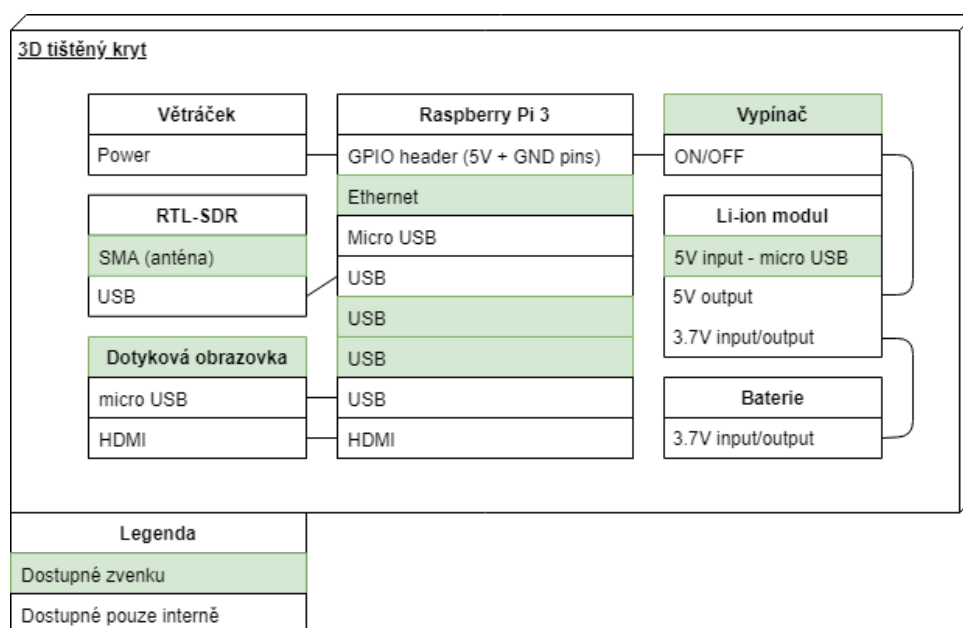 3D tištěný kryt
Větráček
Power
RTL-SDR
SMA (anténa)
USB
Dotyková obrazovka
micro USB
HDMI
Raspberry Pi 3
GPIO header (5V + GND pins)
Ethernet
Micro USB
USB
USB
USB
USB
HDMI
Vypínač
ON/OFF
Li-ion modul
5V input - micro USB
5V output
3.7V input/output
Baterie
3.7V input/output
Legenda
Dostupné zvenku
Dostupné pouze interně